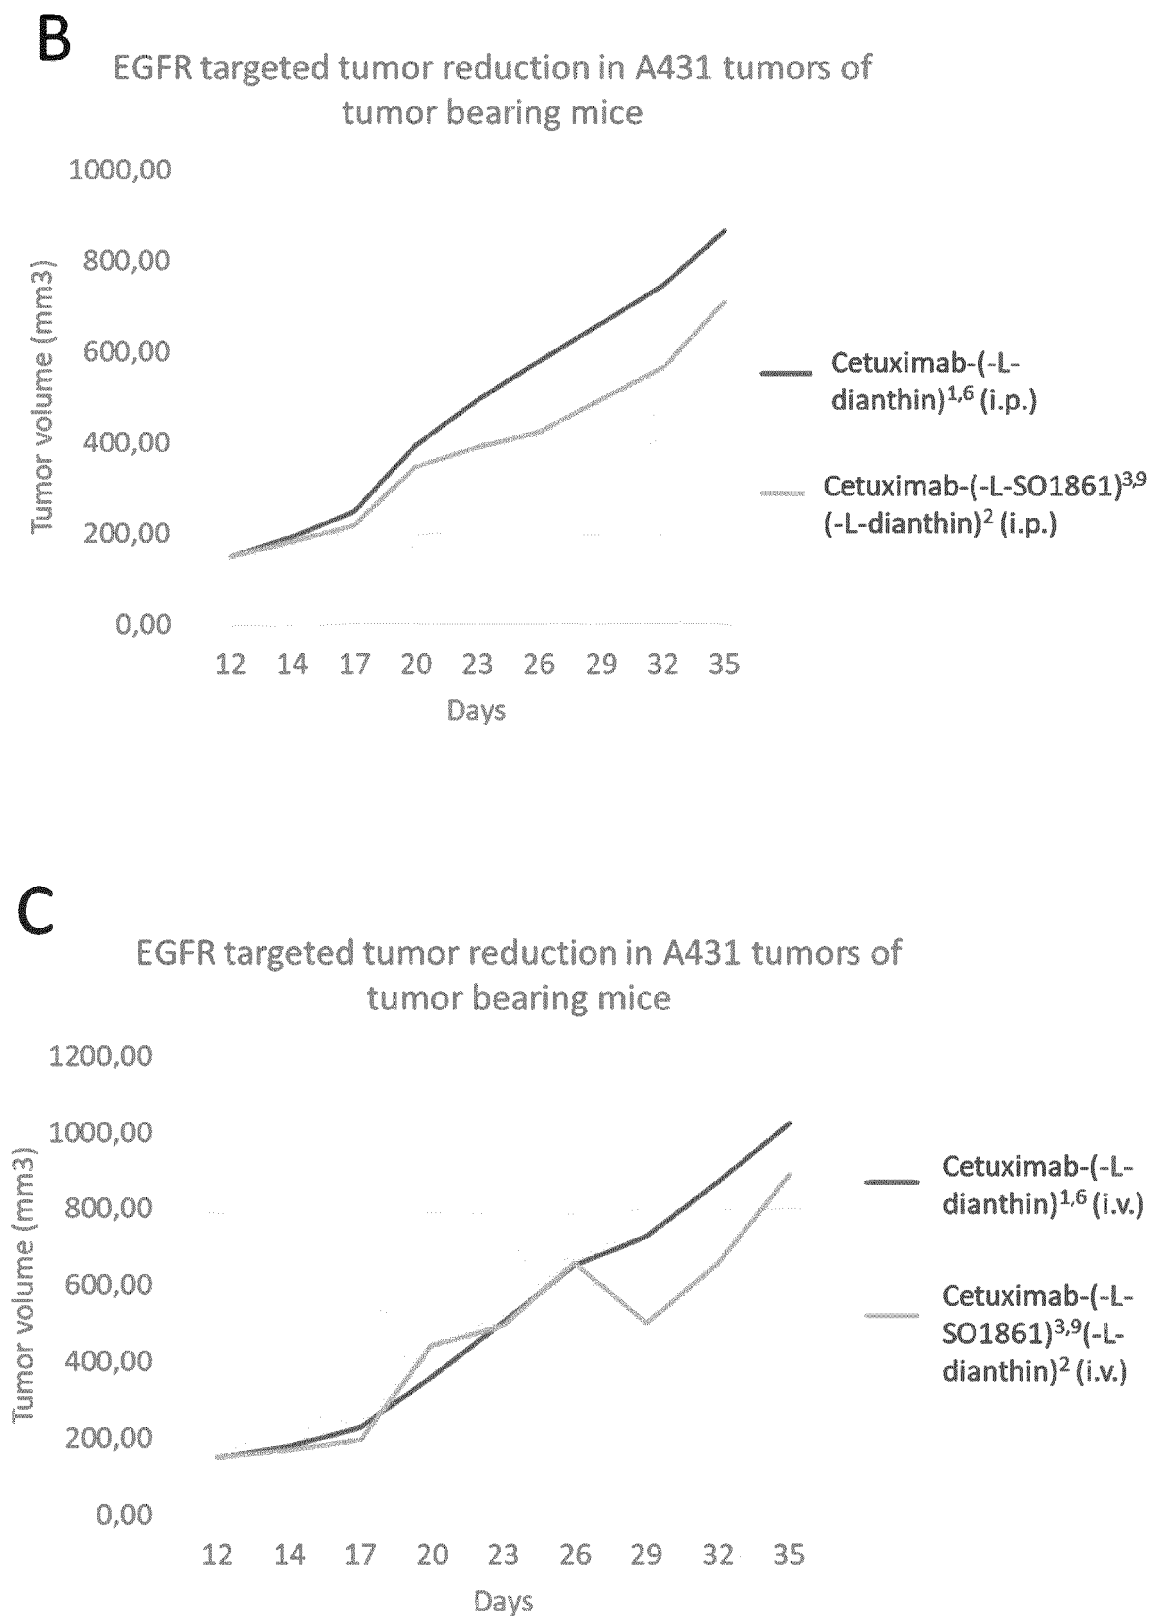 B
EGFR targeted tumor reduction in A431 tumors of
tumor bearing mice
1000,00
800,00
600,00
400,00
200,00
0,00
Tumor volume (mm3)
12 14 17 20 23 26 29 32 35
Days
Cetuximab-(-L-
dianthin)1,6 (i.p.)
Cetuximab-(-L-SO1861)3,9
(-L-dianthin)2 (i.p.)
C
EGFR targeted tumor reduction in A431 tumors of
tumor bearing mice
1200,00
1000,00
800,00
600,00
400,00
200,00
0,00
Tumor volume (mm3)
12 14 17 20 23 26 29 32 35
Days
Cetuximab-(-L-
dianthin)1,6 (i.v.)
Cetuximab-(-L-
SO1861)3,9(-L-
dianthin)2 (i.v.)